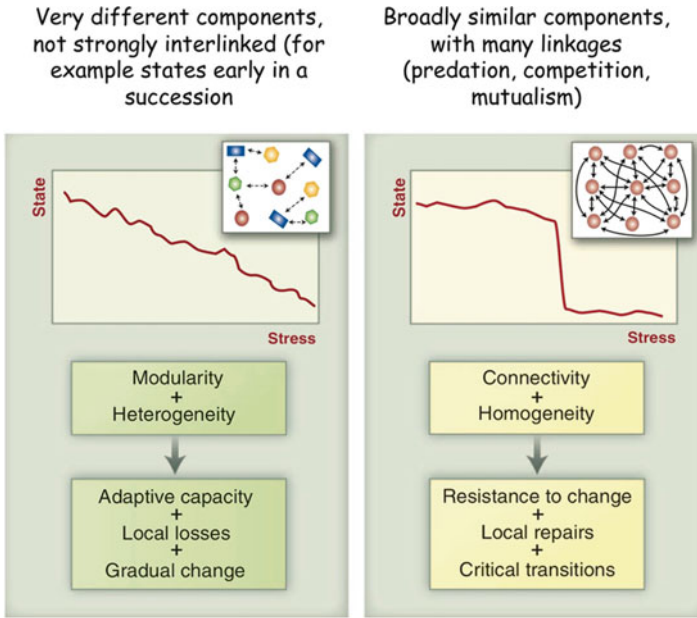 Very different components,
not strongly interlinked (for
example states early in a
succession
Broadly similar components,
with many linkages
(predation, competition,
mutualism)
State
Stress
State
Stress
Modularity
+
Heterogeneity
Connectivity
+
Homogeneity
Adaptive capacity
+
Local losses
+
Gradual change
Resistance to change
+
Local repairs
+
Critical transitions